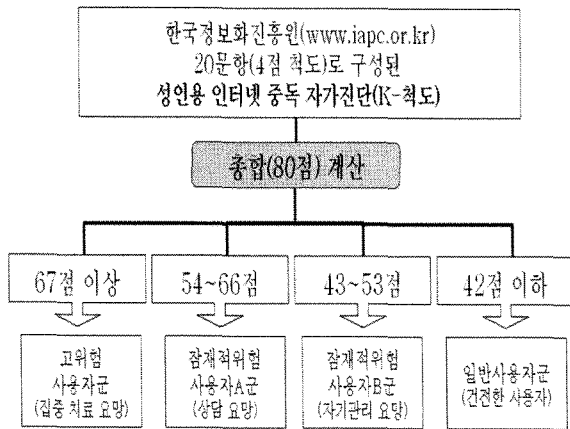 한국정보화진흥원(www.iapc.or.kr)
20문항(4점 척도)로 구성된
성인용 인터넷 중독 자가진단(K-척도)
총합(80점) 계산
67점 이상
54~66점
43~53점
42점 이하
고위험
사용자군
(집중 치료 요망)
잠재적위험
사용자A군
(상담 요망)
잠재적위험
사용자B군
(자기관리 요망)
일반사용자군
(건전한 사용자)